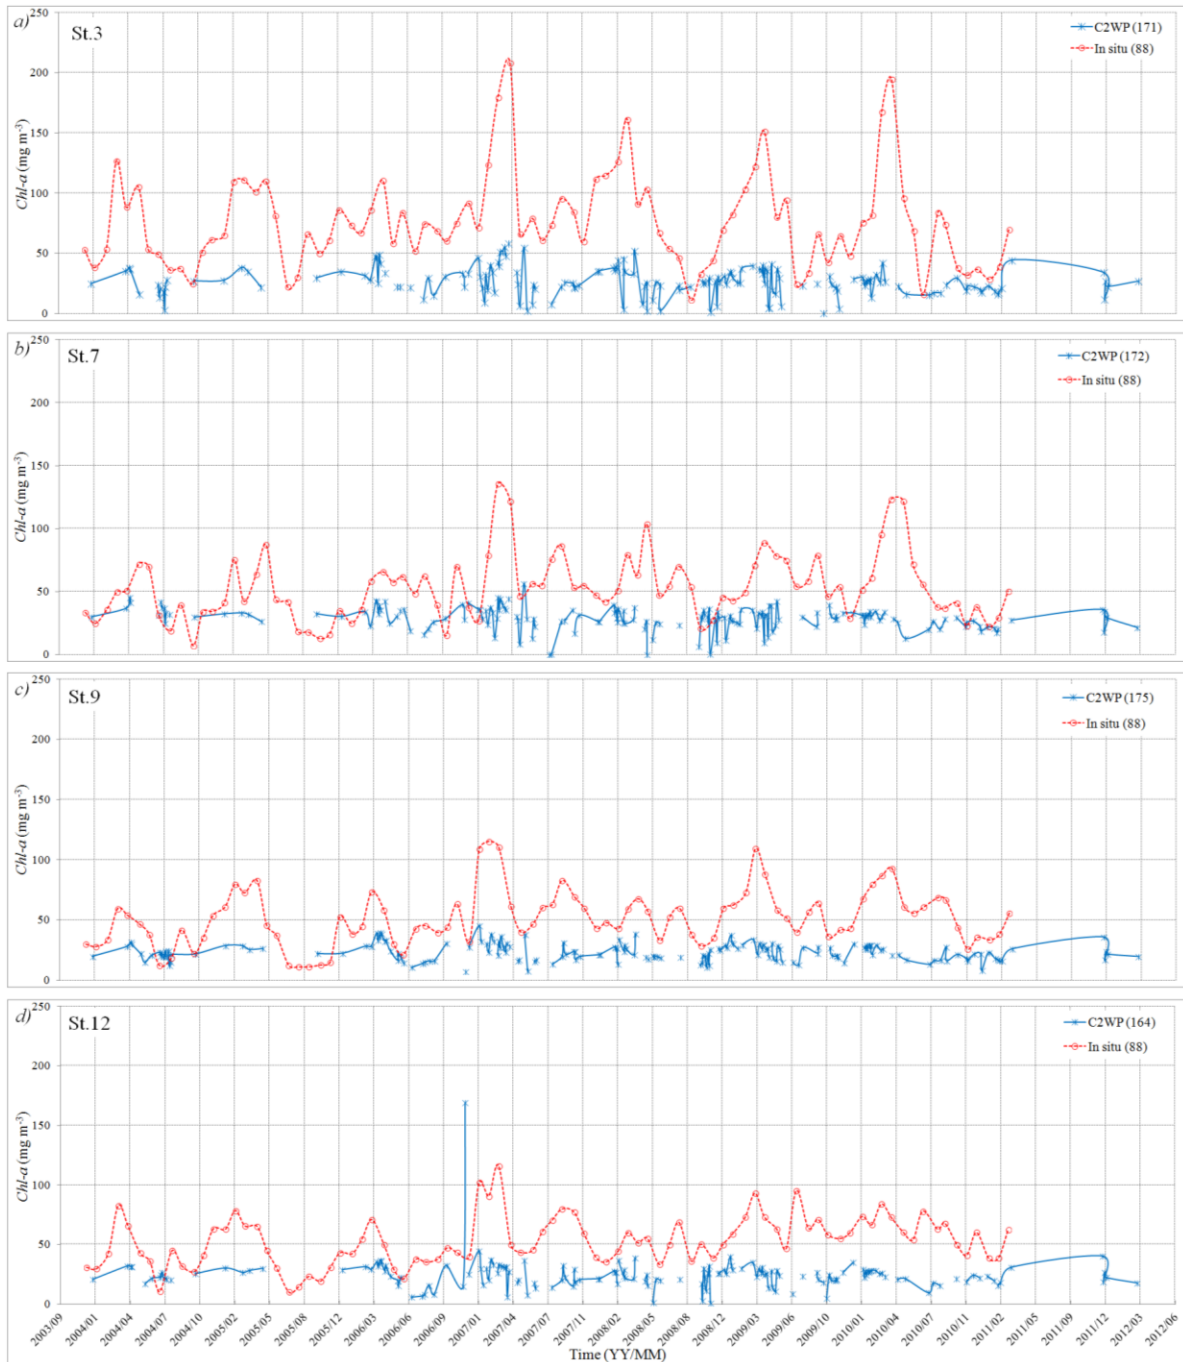 a)
St.3
C2WP (171)
In situ (88)
250
200
150
100
50
0
Chl-a (mg m⁻³)
b)
St.7
C2WP (172)
In situ (88)
250
200
150
100
50
0
Chl-a (mg m⁻³)
c)
St.9
C2WP (175)
In situ (88)
250
200
150
100
50
0
Chl-a (mg m⁻³)
d)
St.12
C2WP (164)
In situ (88)
250
200
150
100
50
0
Chl-a (mg m⁻³)
2003/09 2004/01 2004/04 2004/07 2004/10 2005/02 2005/05 2005/08 2005/12 2006/03 2006/06 2006/09 2007/01 2007/04 2007/07 2007/11 2008/02 2008/05 2008/08 2008/12 2009/03 2009/06 2009/10 2010/01 2010/04 2010/07 2010/11 2011/02 2011/05 2011/09 2011/12 2012/03 2012/06
Time (YY/MM)